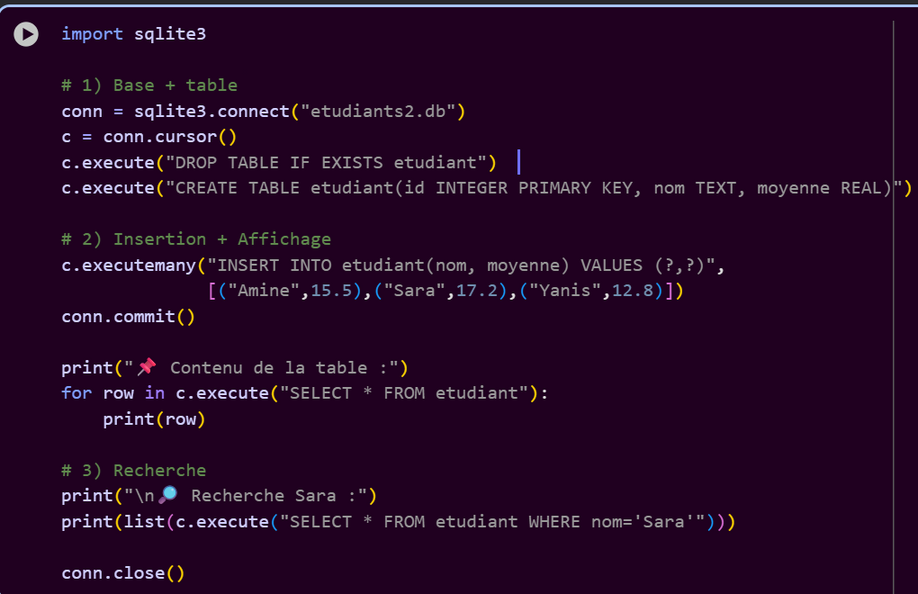 import sqlite3
# 1) Base + table
conn = sqlite3.connect("etudiants2.db")
c = conn.cursor()
c.execute("DROP TABLE IF EXISTS etudiant")
c.execute("CREATE TABLE etudiant(id INTEGER PRIMARY KEY, nom TEXT, moyenne REAL)")
# 2) Insertion + Affichage
c.executemany("INSERT INTO etudiant(nom, moyenne) VALUES (?,?)",
[("Amine",15.5),("Sara",17.2),("Yanis",12.8)])
conn.commit()
print("📌 Contenu de la table :")
for row in c.execute("SELECT * FROM etudiant"):
print(row)
# 3) Recherche
print("\n🔎 Recherche Sara :")
print(list(c.execute("SELECT * FROM etudiant WHERE nom='Sara'")))
conn.close()